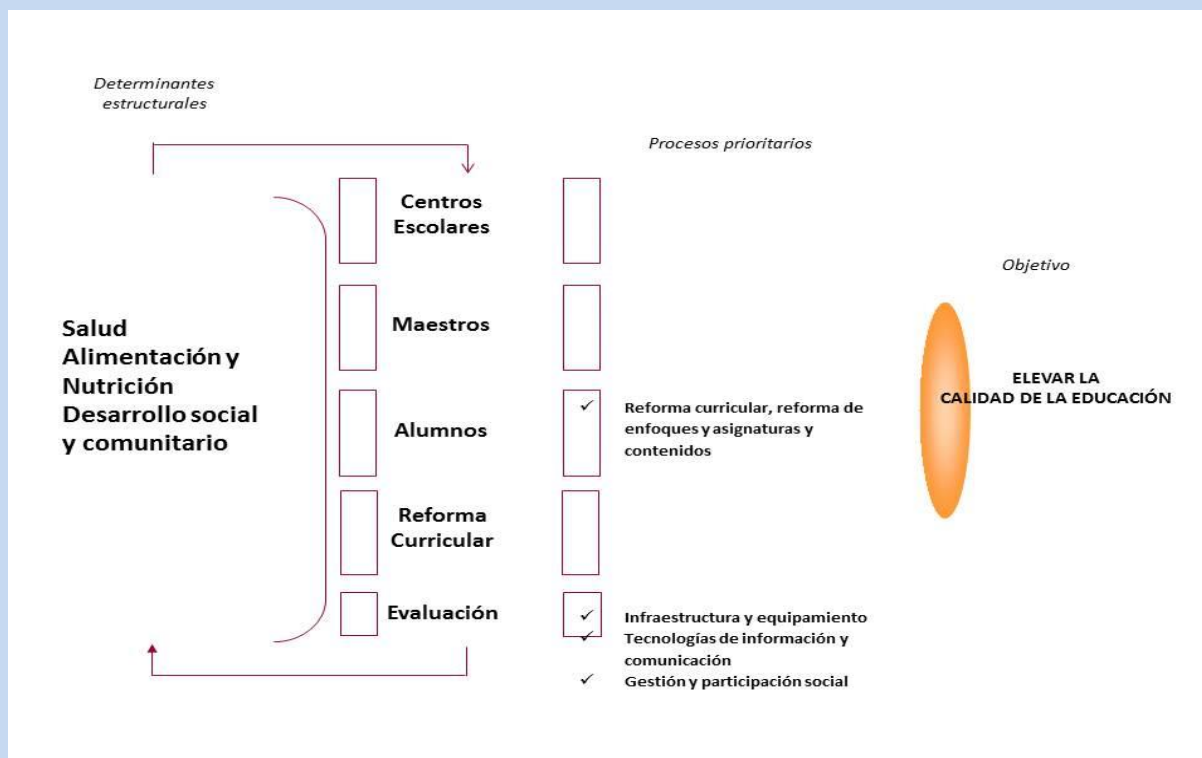 Determinantes
estructurales
Procesos prioritarios
Centros
Escolares
Objetivo
Salud
Alimentación y
Nutrición
Desarrollo social
y comunitario
Maestros
ELEVAR LA
CALIDAD DE LA EDUCACIÓN
Alumnos
✓ Reforma curricular, reforma de
enfoques y asignaturas y
contenidos
Reforma
Curricular
Evaluación
✓ Infraestructura y equipamiento
✓ Tecnologías de información y
comunicación
✓ Gestión y participación social